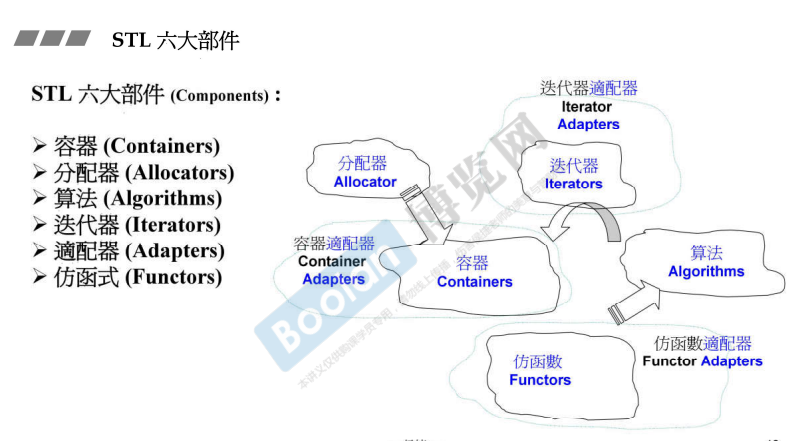 STL 六大部件
STL 六大部件 (Components) :
➢ 容器 (Containers)
➢ 分配器 (Allocators)
➢ 算法 (Algorithms)
➢ 迭代器 (Iterators)
➢ 適配器 (Adapters)
➢ 仿函式 (Functors)
迭代器適配器
Iterator
Adapters
分配器
Allocator
迭代器
Iterators
容器適配器
Container
Adapters
容器
Containers
算法
Algorithms
仿函數
Functors
仿函數適配器
Functor Adapters
Boolan
博览网